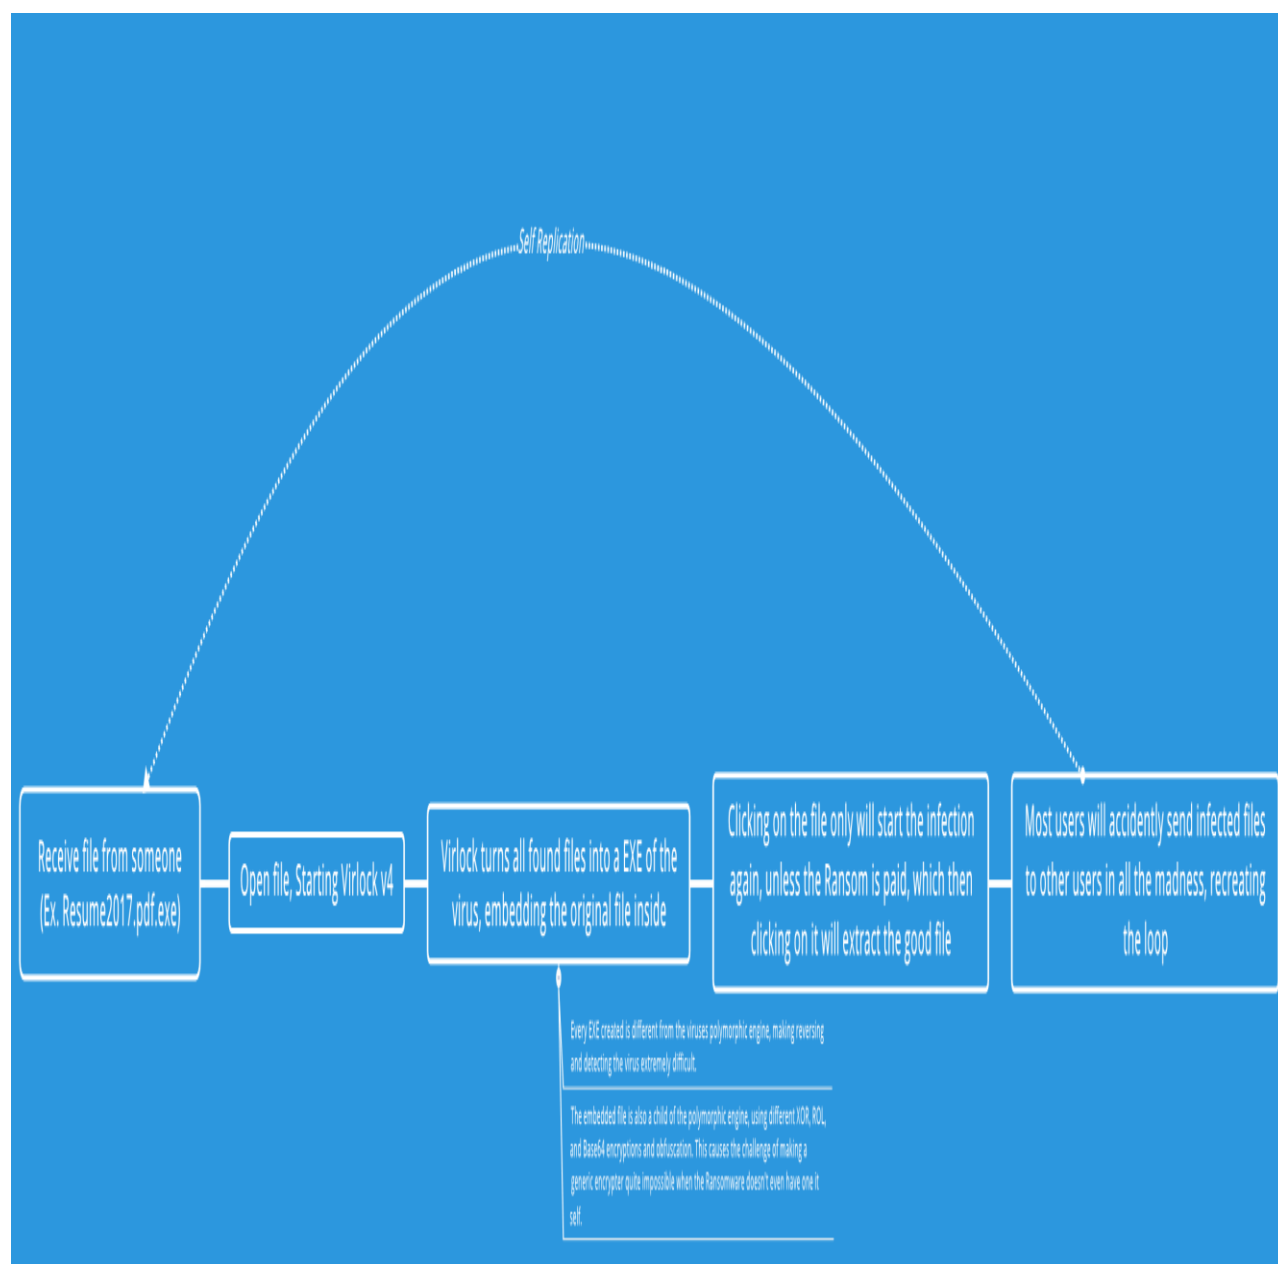 Self Replication
Receive file from someone
(Ex. Resume2017.pdf.exe)
Open file, Starting Virlock v4
Virlock turns all found files into a EXE of the
virus, embedding the original file inside
Clicking on the file only will start the infection
again, unless the Ransom is paid, which then
clicking on it will extract the good file
Most users will accidently send infected files
to other users in all the madness, recreating
the loop
Every EXE created is different from the viruses polymorphic engine, making reversing
and detecting the virus extremely difficult.
The embedded file is also a child of the polymorphic engine, using different XOR, ROL,
and Base64 encryptions and obfuscation. This causes the challenge of making a
generic encrypter quite impossible when the Ransomware doesn't even have one it
self.